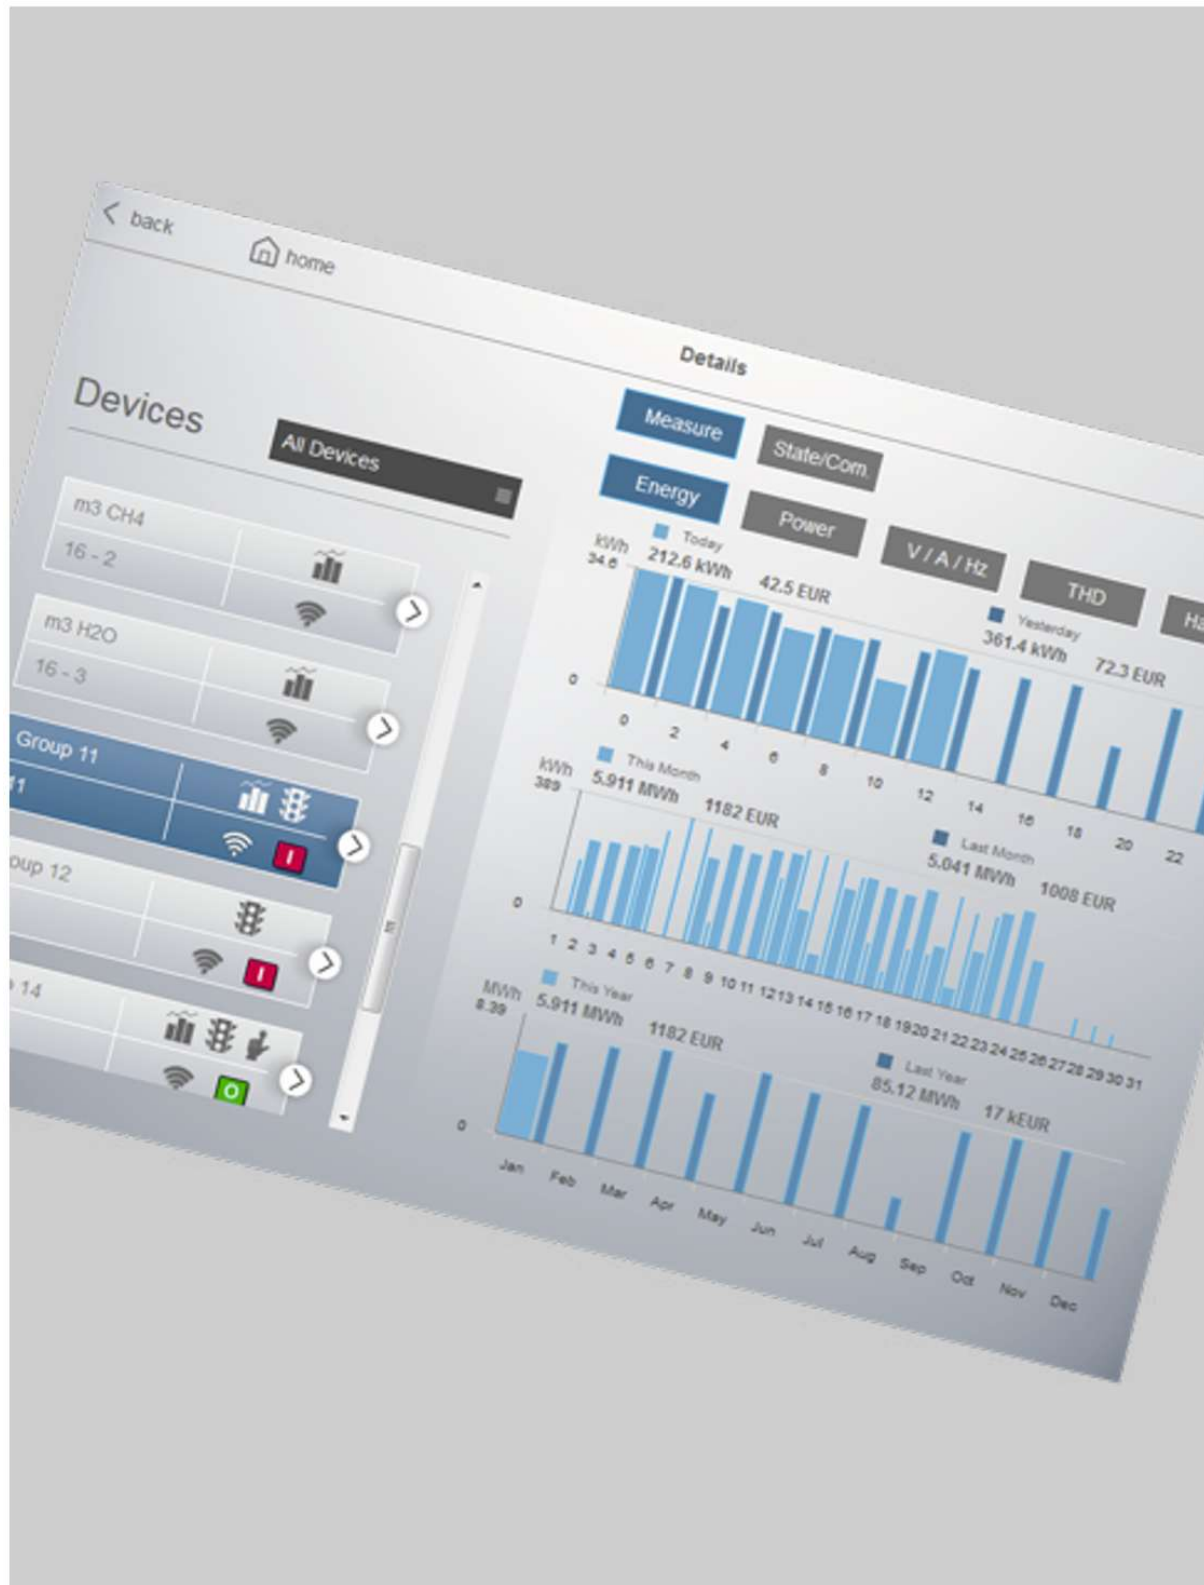 back
home
Details
Devices
All Devices
m3 CH4
16 - 2
m3 H2O
16 - 3
Group 11
11
oup 12
14
I
I
O
Measure
State/Com.
Energy
Power
V / A / Hz
THD
Ha
kWh
34.6
0
Today
212.6 kWh 42.5 EUR
Yesterday
361.4 kWh 72.3 EUR
0 2 4 6 8 10 12 14 16 18 20 22
kWh
389
0
This Month
5.911 MWh 1182 EUR
Last Month
5.041 MWh 1008 EUR
1 2 3 4 5 6 7 8 9 10 11 12 13 14 15 16 17 18 19 20 21 22 23 24 25 26 27 28 29 30 31
MWh
8.39
0
This Year
5.911 MWh 1182 EUR
Last Year
85.12 MWh 17 kEUR
Jan Feb Mar Apr May Jun Jul Aug Sep Oct Nov Dec